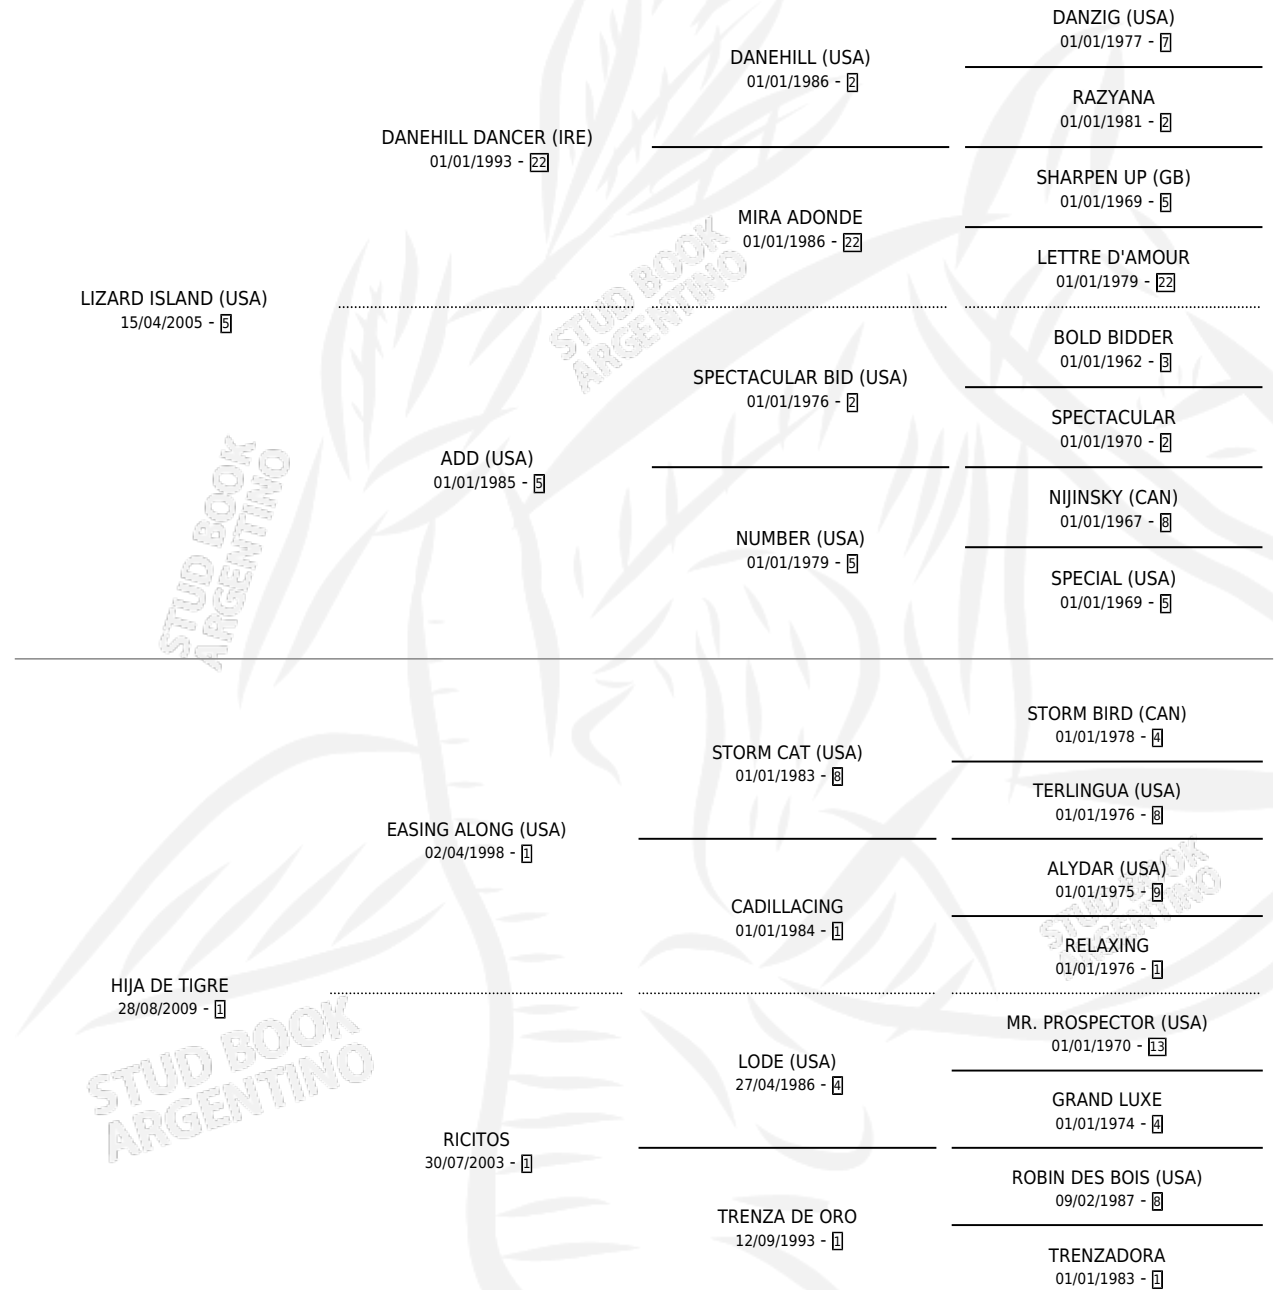 DANZIG (USA)
01/01/1977 - 7
DANEHILL (USA)
01/01/1986 - 2
RAZYANA
01/01/1981 - 2
DANEHILL DANCER (IRE)
01/01/1993 - 22
SHARPEN UP (GB)
01/01/1969 - 5
MIRA ADONDE
01/01/1986 - 22
LETTRE D'AMOUR
01/01/1979 - 22
LIZARD ISLAND (USA)
15/04/2005 - 5
BOLD BIDDER
01/01/1962 - 3
SPECTACULAR BID (USA)
01/01/1976 - 2
SPECTACULAR
01/01/1970 - 2
ADD (USA)
01/01/1985 - 5
NIJINSKY (CAN)
01/01/1967 - 8
NUMBER (USA)
01/01/1979 - 5
SPECIAL (USA)
01/01/1969 - 5
STUD BOOK
ARGENTINO
STUD BOOK
ARGENTINO
STORM BIRD (CAN)
01/01/1978 - 4
STORM CAT (USA)
01/01/1983 - 8
TERLINGUA (USA)
01/01/1976 - 8
EASING ALONG (USA)
02/04/1998 - 1
ALYDAR (USA)
01/01/1975 - 9
CADILLACING
01/01/1984 - 1
RELAXING
01/01/1976 - 1
STUD BOOK
ARGENTINO
HIJA DE TIGRE
28/08/2009 - 1
MR. PROSPECTOR (USA)
01/01/1970 - 13
LODE (USA)
27/04/1986 - 4
GRAND LUXE
01/01/1974 - 4
STUD BOOK
ARGENTINO
RICITOS
30/07/2003 - 1
ROBIN DES BOIS (USA)
09/02/1987 - 8
TRENZA DE ORO
12/09/1993 - 1
TRENZADORA
01/01/1983 - 1